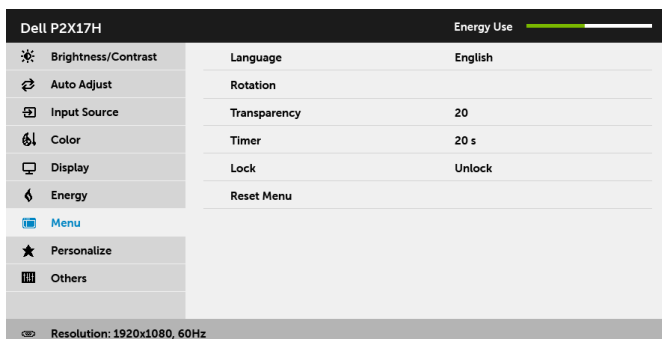 Dell P2X17H Energy Use
Brightness/Contrast Language English
Auto Adjust Rotation
Input Source Transparency 20
Color Timer 20 s
Display Lock Unlock
Energy Reset Menu
Menu
Personalize
Others
Resolution: 1920x1080, 60Hz